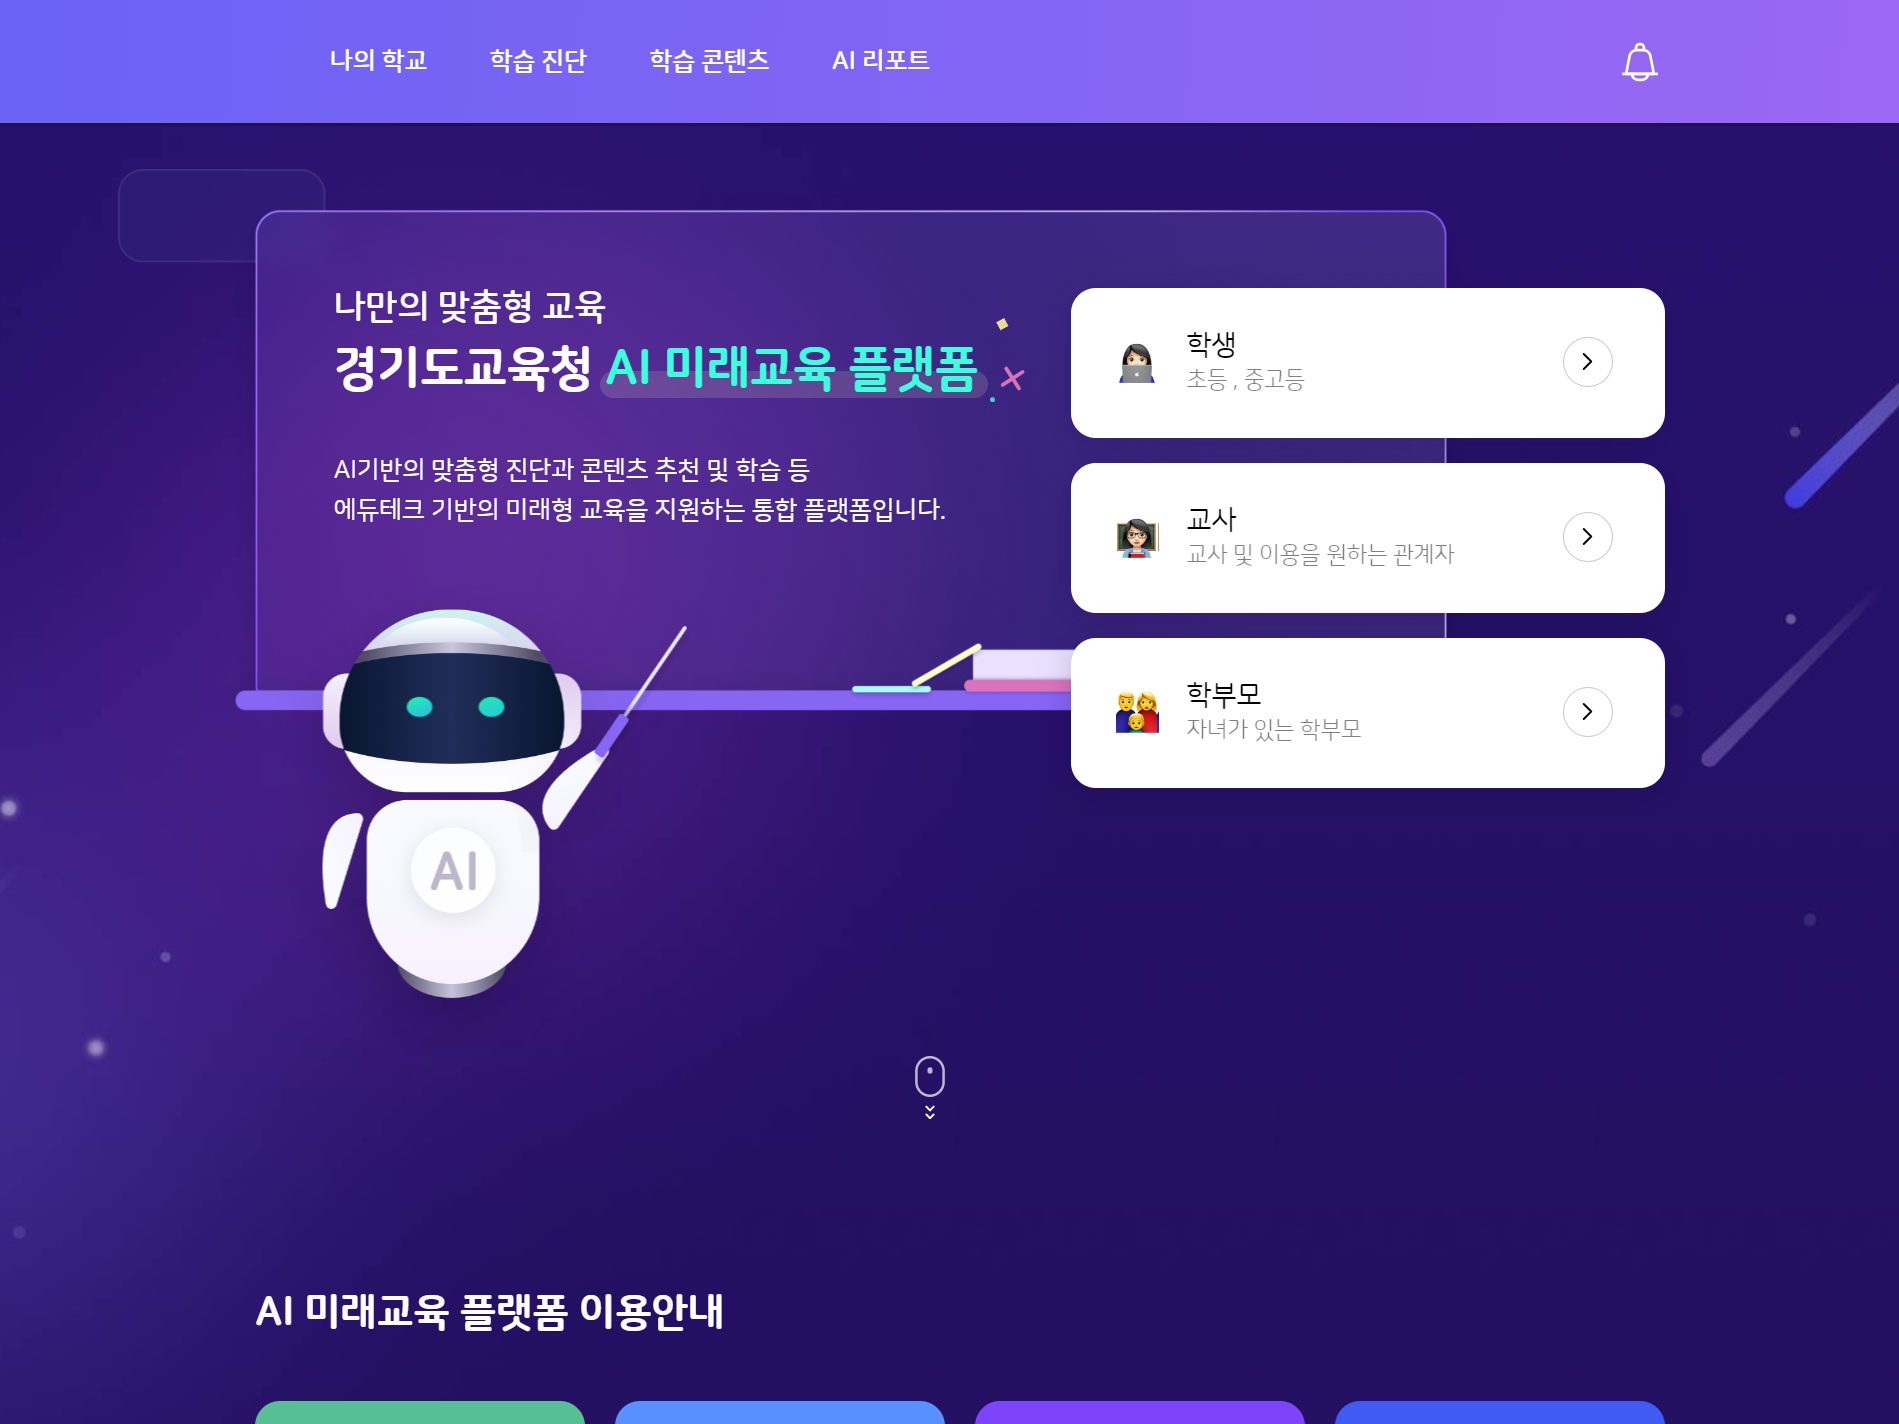 나의 학교
학습 진단
학습 콘텐츠
AI 리포트
나만의 맞춤형 교육
경기도교육청 AI 미래교육 플랫폼
AI기반의 맞춤형 진단과 콘텐츠 추천 및 학습 등
에듀테크 기반의 미래형 교육을 지원하는 통합 플랫폼입니다.
학생
초등 , 중고등
교사
교사 및 이용을 원하는 관계자
학부모
자녀가 있는 학부모
AI
AI 미래교육 플랫폼 이용안내